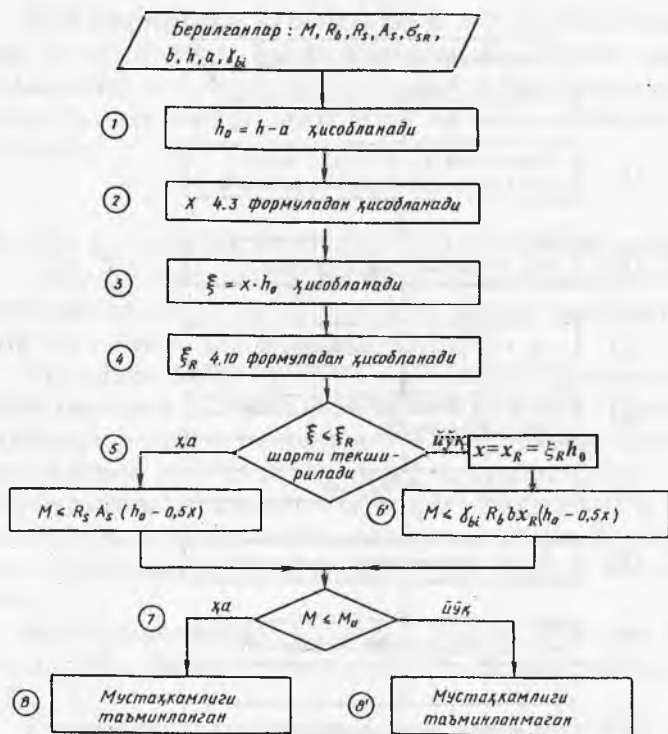 Берилганлар : M, Rb, Rs, As, σSR,
b, h, a, γbi
1
h0 = h – a ҳисобланади
2
X 4.3 формуладан ҳисобланади
3
ξ = x · h0 ҳисобланади
4
ξR 4.10 формуладан ҳисобланади
5
ҳа
ξ < ξR
шарти текши-
рилади
йўқ
x = xR = ξR h0
M ≤ Rs As (h0 – 0,5x)
6'
M ≤ γbi Rb bxR (h0 – 0,5x)
7
ҳа
M ≤ Mu
йўқ
8
Мустаҳкамлиги
таъминланган
8'
Мустаҳкамлиги
таъминланмаган